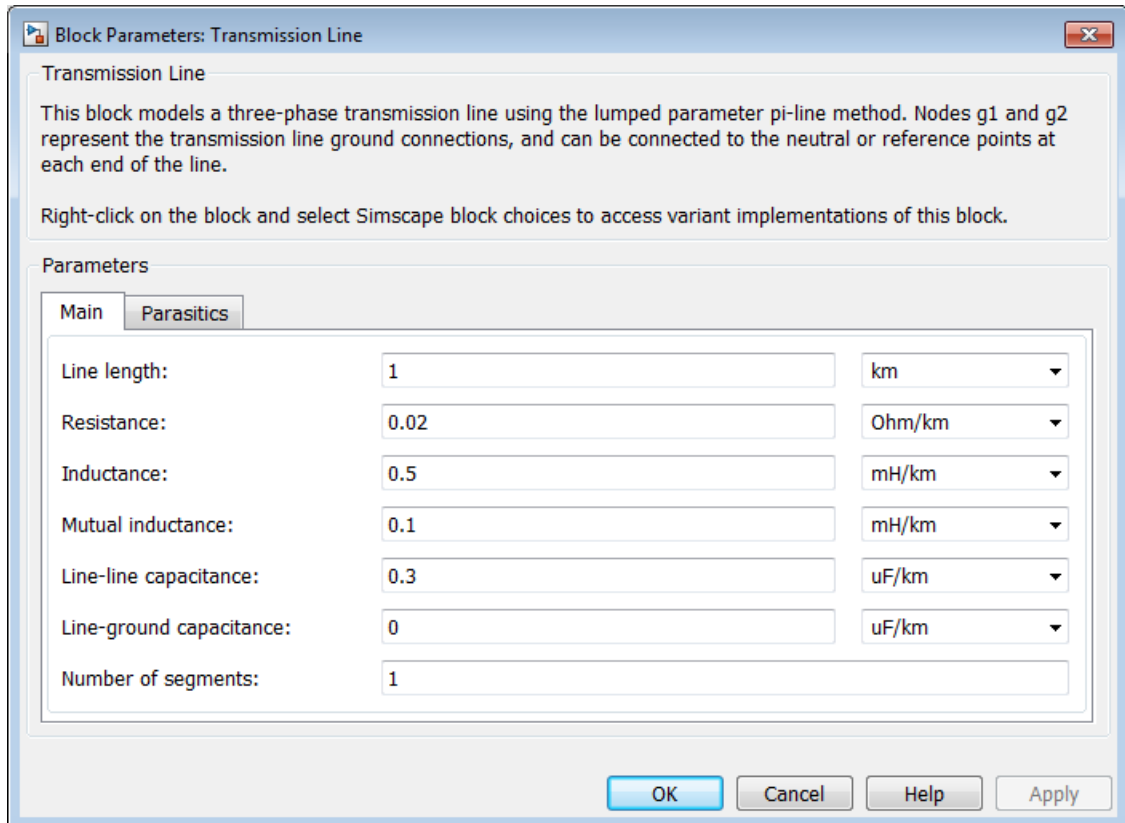 Block Parameters: Transmission Line
Transmission Line
This block models a three-phase transmission line using the lumped parameter pi-line method. Nodes g1 and g2
represent the transmission line ground connections, and can be connected to the neutral or reference points at
each end of the line.
Right-click on the block and select Simscape block choices to access variant implementations of this block.
Parameters
Main Parasitics
Line length: 1 km
Resistance: 0.02 Ohm/km
Inductance: 0.5 mH/km
Mutual inductance: 0.1 mH/km
Line-line capacitance: 0.3 uF/km
Line-ground capacitance: 0 uF/km
Number of segments: 1
OK Cancel Help Apply